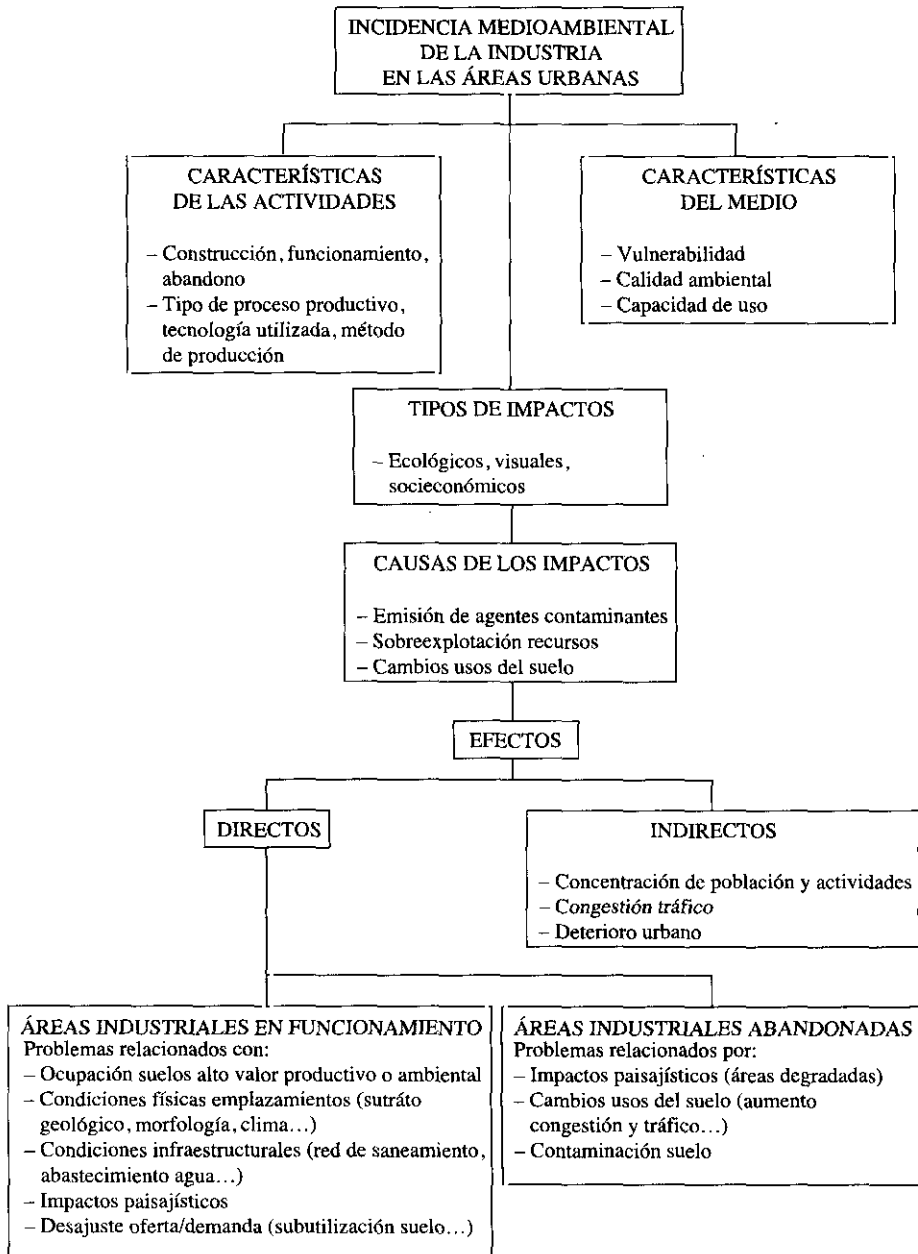 INCIDENCIA MEDIOAMBIENTAL
DE LA INDUSTRIA
EN LAS ÁREAS URBANAS
CARACTERÍSTICAS
DE LAS ACTIVIDADES
– Construcción, funcionamiento,
abandono
– Tipo de proceso productivo,
tecnología utilizada, método
de producción
CARACTERÍSTICAS
DEL MEDIO
– Vulnerabilidad
– Calidad ambiental
– Capacidad de uso
TIPOS DE IMPACTOS
– Ecológicos, visuales,
socieconómicos
CAUSAS DE LOS IMPACTOS
– Emisión de agentes contaminantes
– Sobreexplotación recursos
– Cambios usos del suelo
EFECTOS
DIRECTOS
INDIRECTOS
– Concentración de población y actividades
– Congestión tráfico
– Deterioro urbano
ÁREAS INDUSTRIALES EN FUNCIONAMIENTO
Problemas relacionados con:
– Ocupación suelos alto valor productivo o ambiental
– Condiciones físicas emplazamientos (sutráto
geológico, morfología, clima...)
– Condiciones infraestructurales (red de saneamiento,
abastecimiento agua...)
– Impactos paisajísticos
– Desajuste oferta/demanda (subutilización suelo...)
ÁREAS INDUSTRIALES ABANDONADAS
Problemas relacionados por:
– Impactos paisajísticos (áreas degradadas)
– Cambios usos del suelo (aumento
congestión y tráfico...)
– Contaminación suelo